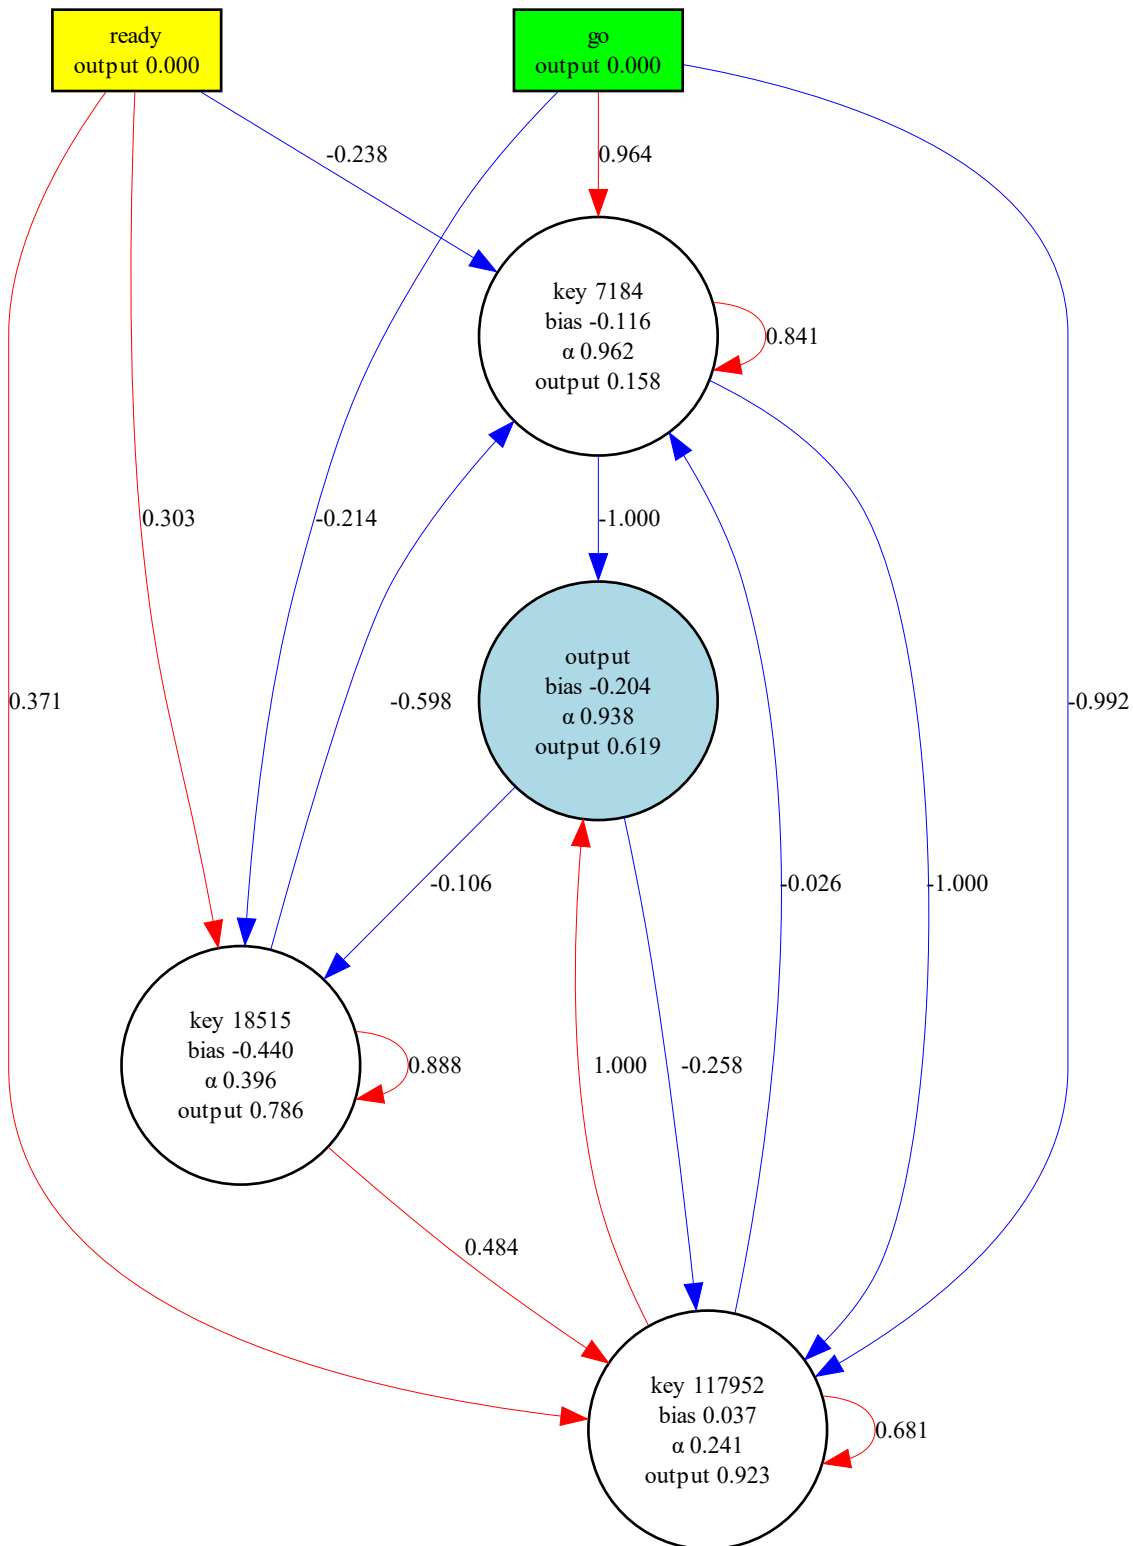 ready
output 0.000
go
output 0.000
-0.238
0.964
key 7184
bias -0.116
α 0.962
output 0.158
0.841
0.303
-0.214
-1.000
output
bias -0.204
α 0.938
output 0.619
0.371
-0.598
-0.992
-0.106
-0.026
-1.000
key 18515
bias -0.440
α 0.396
output 0.786
0.888
1.000
-0.258
0.484
key 117952
bias 0.037
α 0.241
output 0.923
0.681